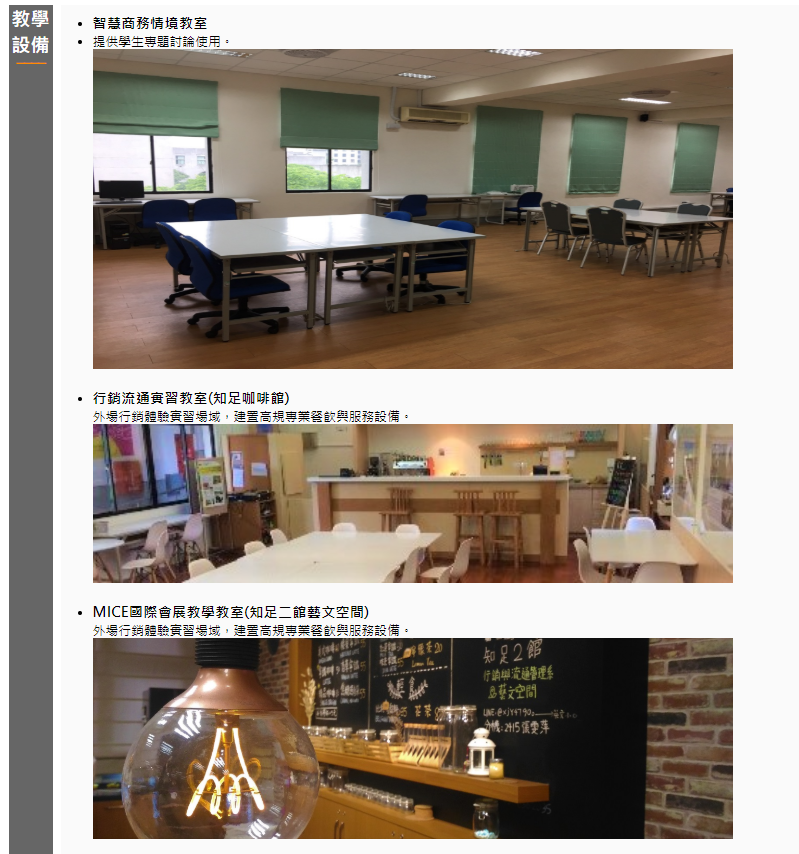 教學
設備
智慧商務情境教室
提供學生專題討論使用。
行銷流通實習教室(知足咖啡館)
外場行銷體驗實習場域，建置高規專業餐飲與服務設備。
MICE國際會展教學教室(知足二館藝文空間)
外場行銷體驗實習場域，建置高規專業餐飲與服務設備。
知足2館
行銷與流通管理系
藝文空間